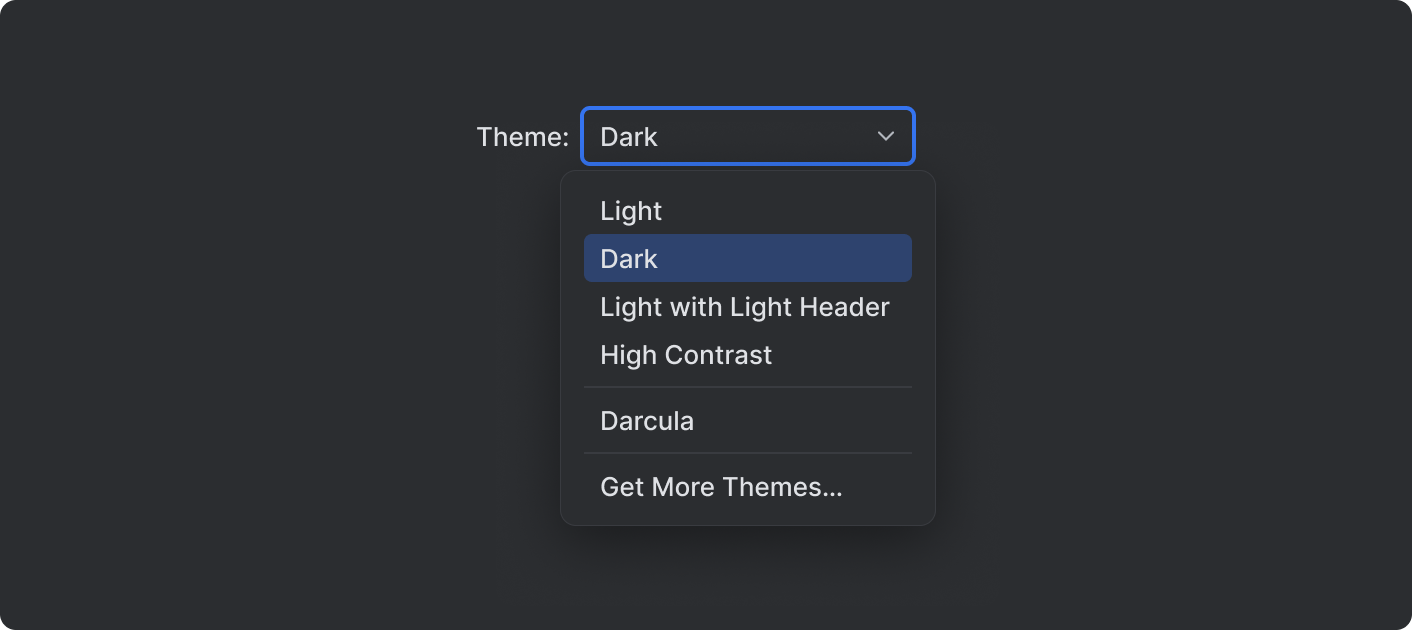 Theme: Dark
Light
Dark
Light with Light Header
High Contrast
Darcula
Get More Themes...